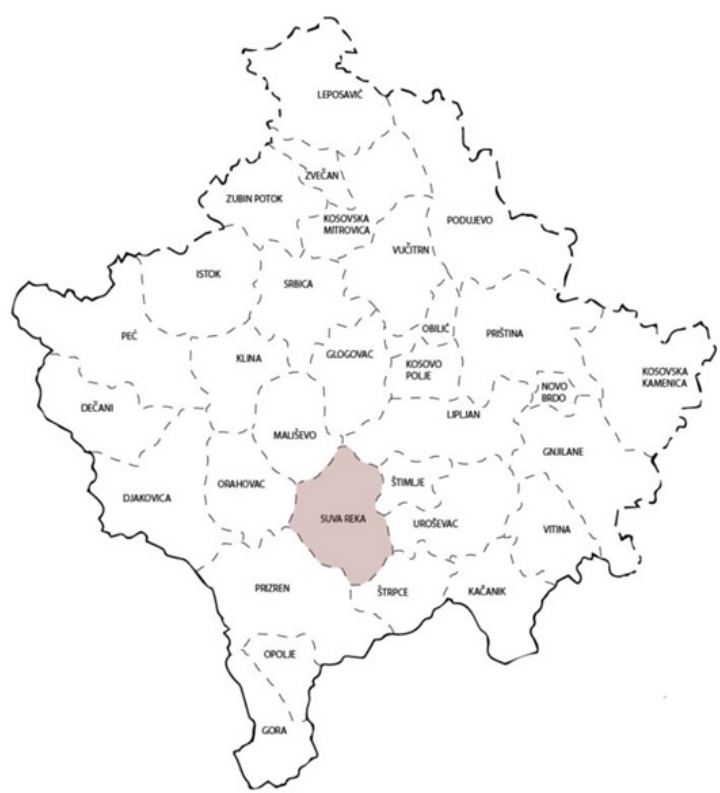 LEPOSAVIĆ
ZVEČAN
ZUBIN POTOK
KOSOVSKA
MITROVICA
PODUJEVO
VUČITRN
ISTOK
SRBICA
PEĆ
OBILIĆ
PRIŠTINA
KLINA
GLOGOVAC
KOSOVO
POLJE
KOSOVSKA
KAMENICA
NOVO
BRDO
DEČANI
LIPLJAN
MALIŠEVO
GNJILANE
DJAKOVICA
ORAHOVAC
ŠTIMLJE
SUVA REKA
UROŠEVAC
VITINA
PRIZREN
ŠTRPCE
KAČANIK
OPOLJE
GORA